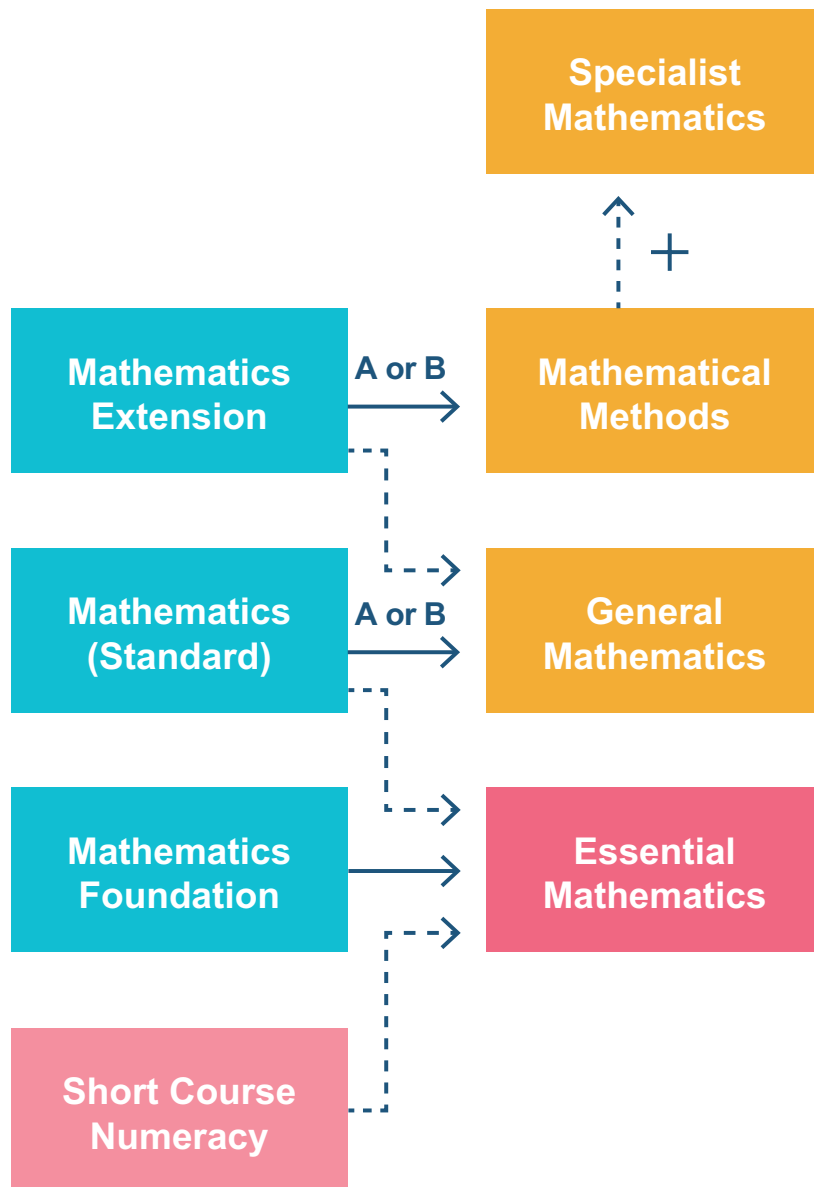 Specialist
Mathematics
+
Mathematics
Extension
A or B
Mathematical
Methods
Mathematics
(Standard)
A or B
General
Mathematics
Mathematics
Foundation
Essential
Mathematics
Short Course
Numeracy